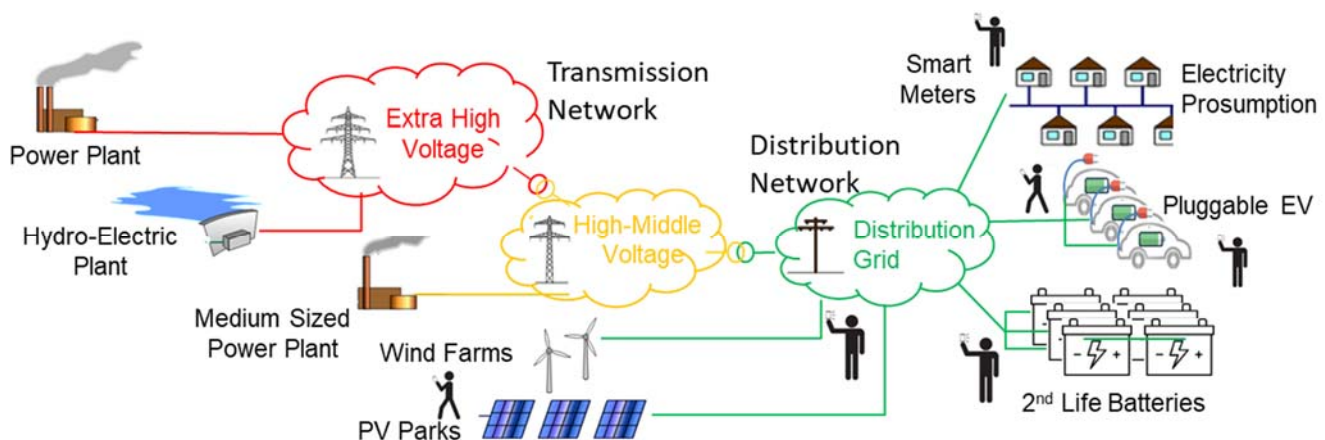 Transmission
Network
Extra High
Voltage
Power Plant
Hydro-Electric
Plant
High-Middle
Voltage
Medium Sized
Power Plant
Distribution
Network
Distribution
Grid
Smart
Meters
Electricity
Prosumption
Pluggable EV
Wind Farms
PV Parks
2nd Life Batteries